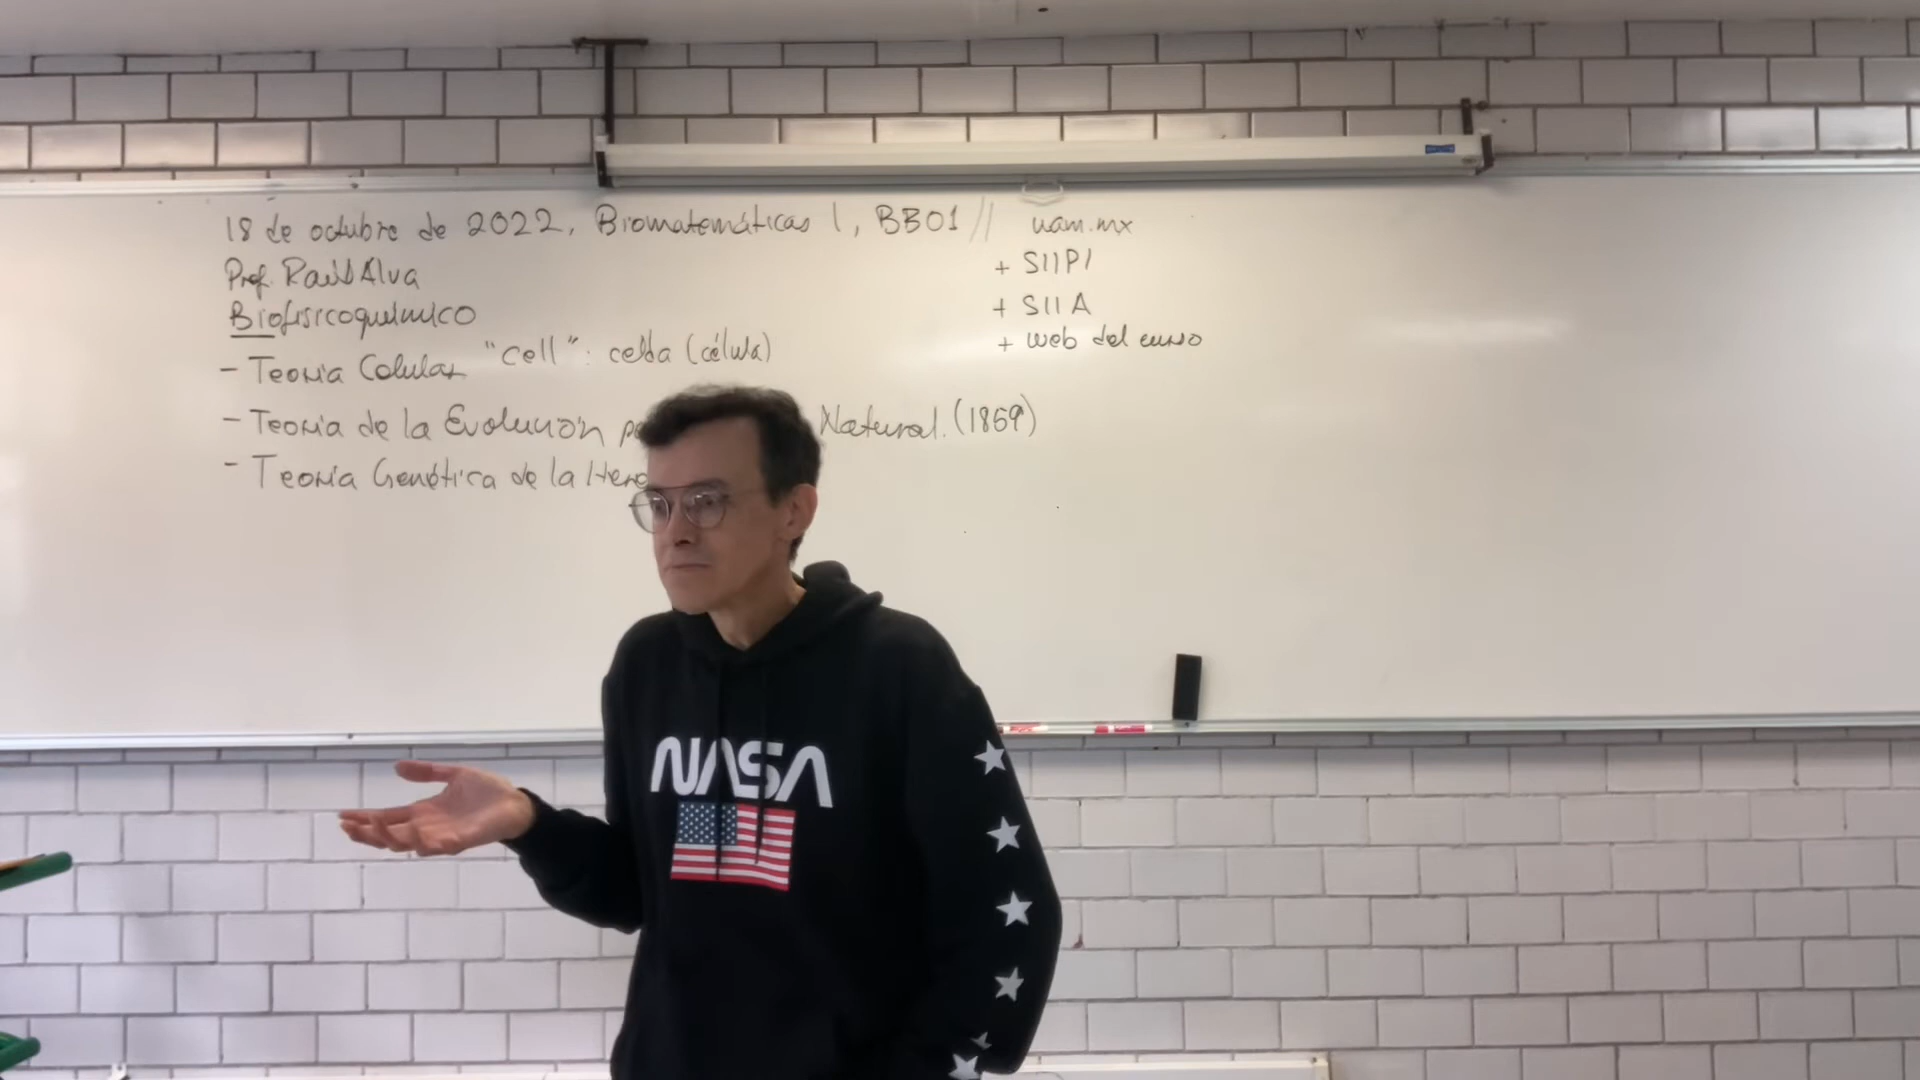 18 de octubre de 2022, Biomatemáticas I, BB01 // uam.mx
Prof. Raúl Alva
Biofisicoquímico
- Teoría Celular "cell": celda (célula)
- Teoría de la Evolución Natural. (1859)
- Teoría Genética de la
+ SIIPI
+ SIIA
+ web del curso
NASA